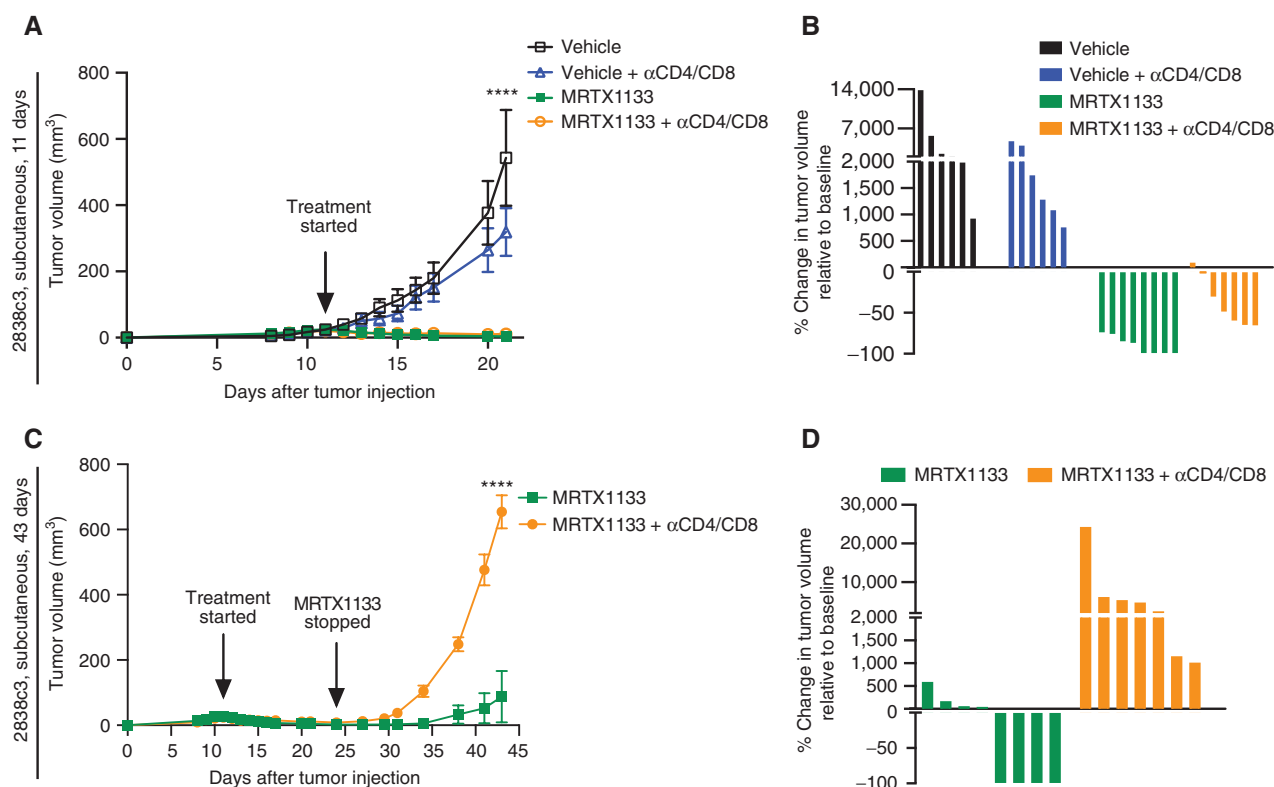 A
2838c3, subcutaneous, 11 days
Tumor volume (mm³)
800
600
400
200
0
0
5
10
15
20
Days after tumor injection
Treatment
started
****
Vehicle
Vehicle + αCD4/CD8
MRTX1133
MRTX1133 + αCD4/CD8
B
% Change in tumor volume
relative to baseline
14,000
7,000
2,000
1,500
1,000
500
0
−50
−100
Vehicle
Vehicle + αCD4/CD8
MRTX1133
MRTX1133 + αCD4/CD8
C
2838c3, subcutaneous, 43 days
Tumor volume (mm³)
800
600
400
200
0
0
5
10
15
20
25
30
35
40
45
Days after tumor injection
Treatment
started
MRTX1133
stopped
****
MRTX1133
MRTX1133 + αCD4/CD8
D
MRTX1133
MRTX1133 + αCD4/CD8
% Change in tumor volume
relative to baseline
30,000
20,000
10,000
2,000
1,500
1,000
500
0
−50
−100